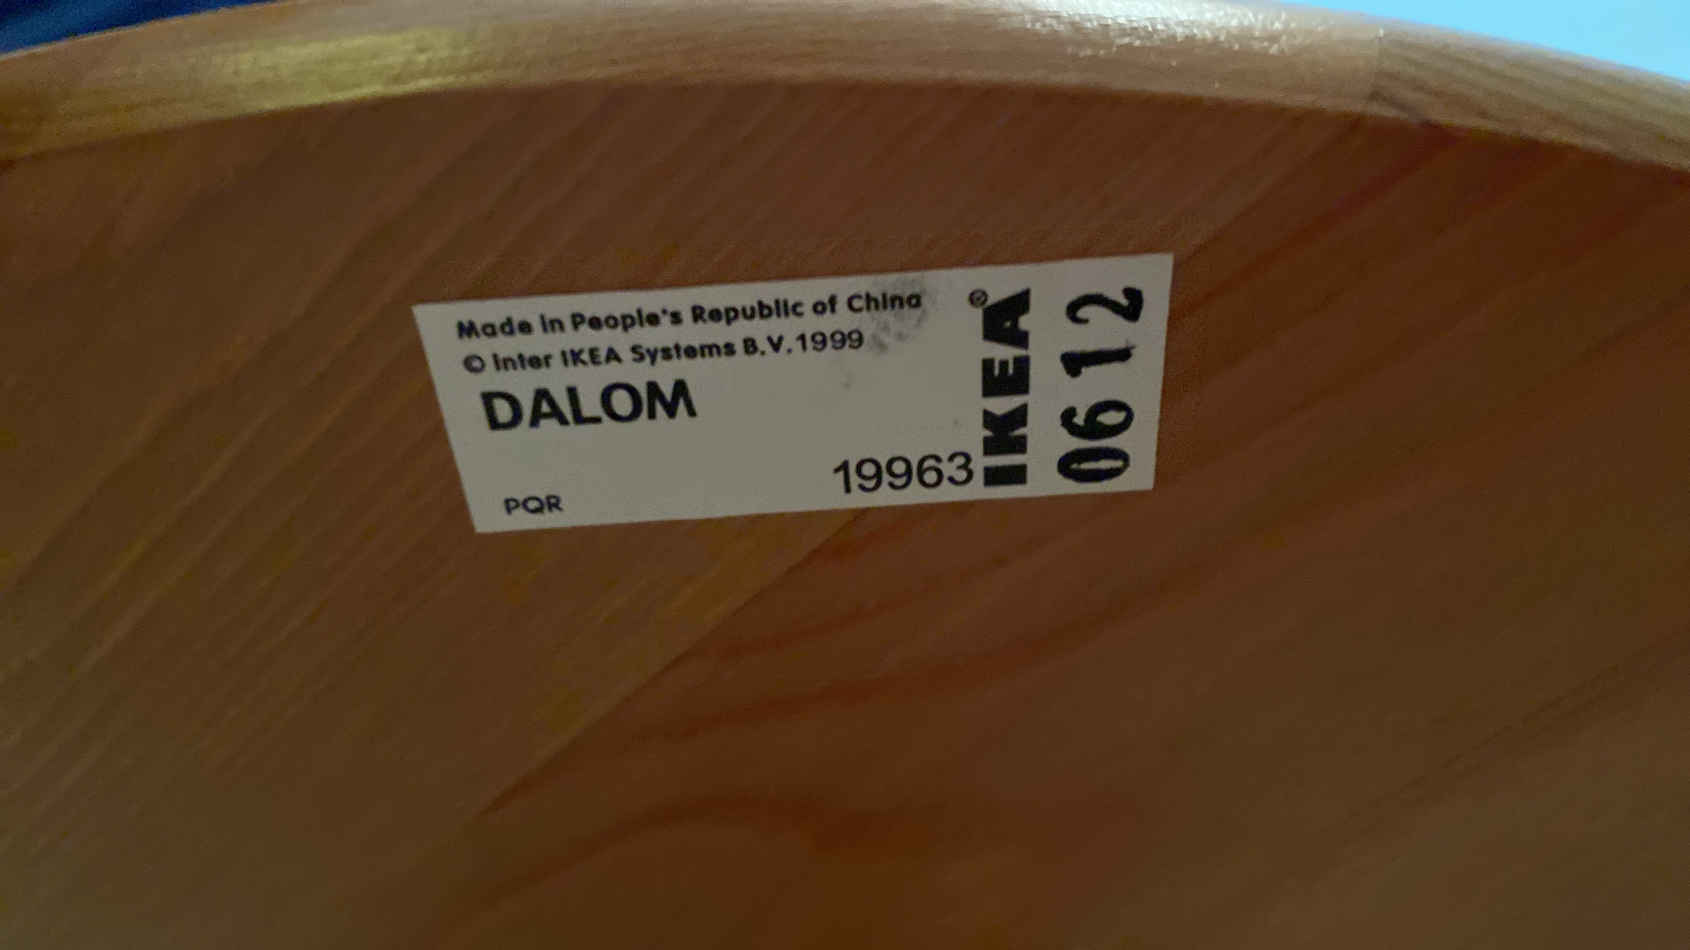 Made in People's Republic of China
© Inter IKEA Systems B.V.1999
DALOM
PQR
19963
IKEA
0612